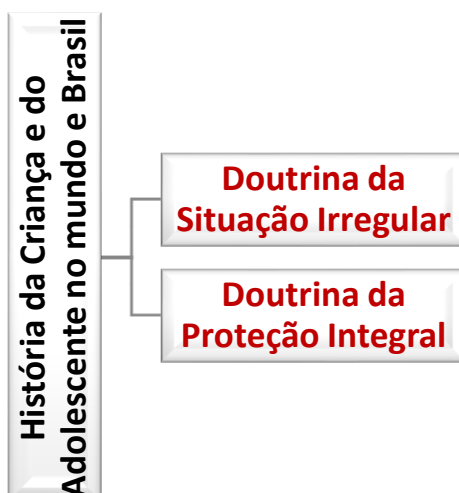 História da Criança e do
Adolescente no mundo e Brasil
Doutrina da
Situação Irregular
Doutrina da
Proteção Integral